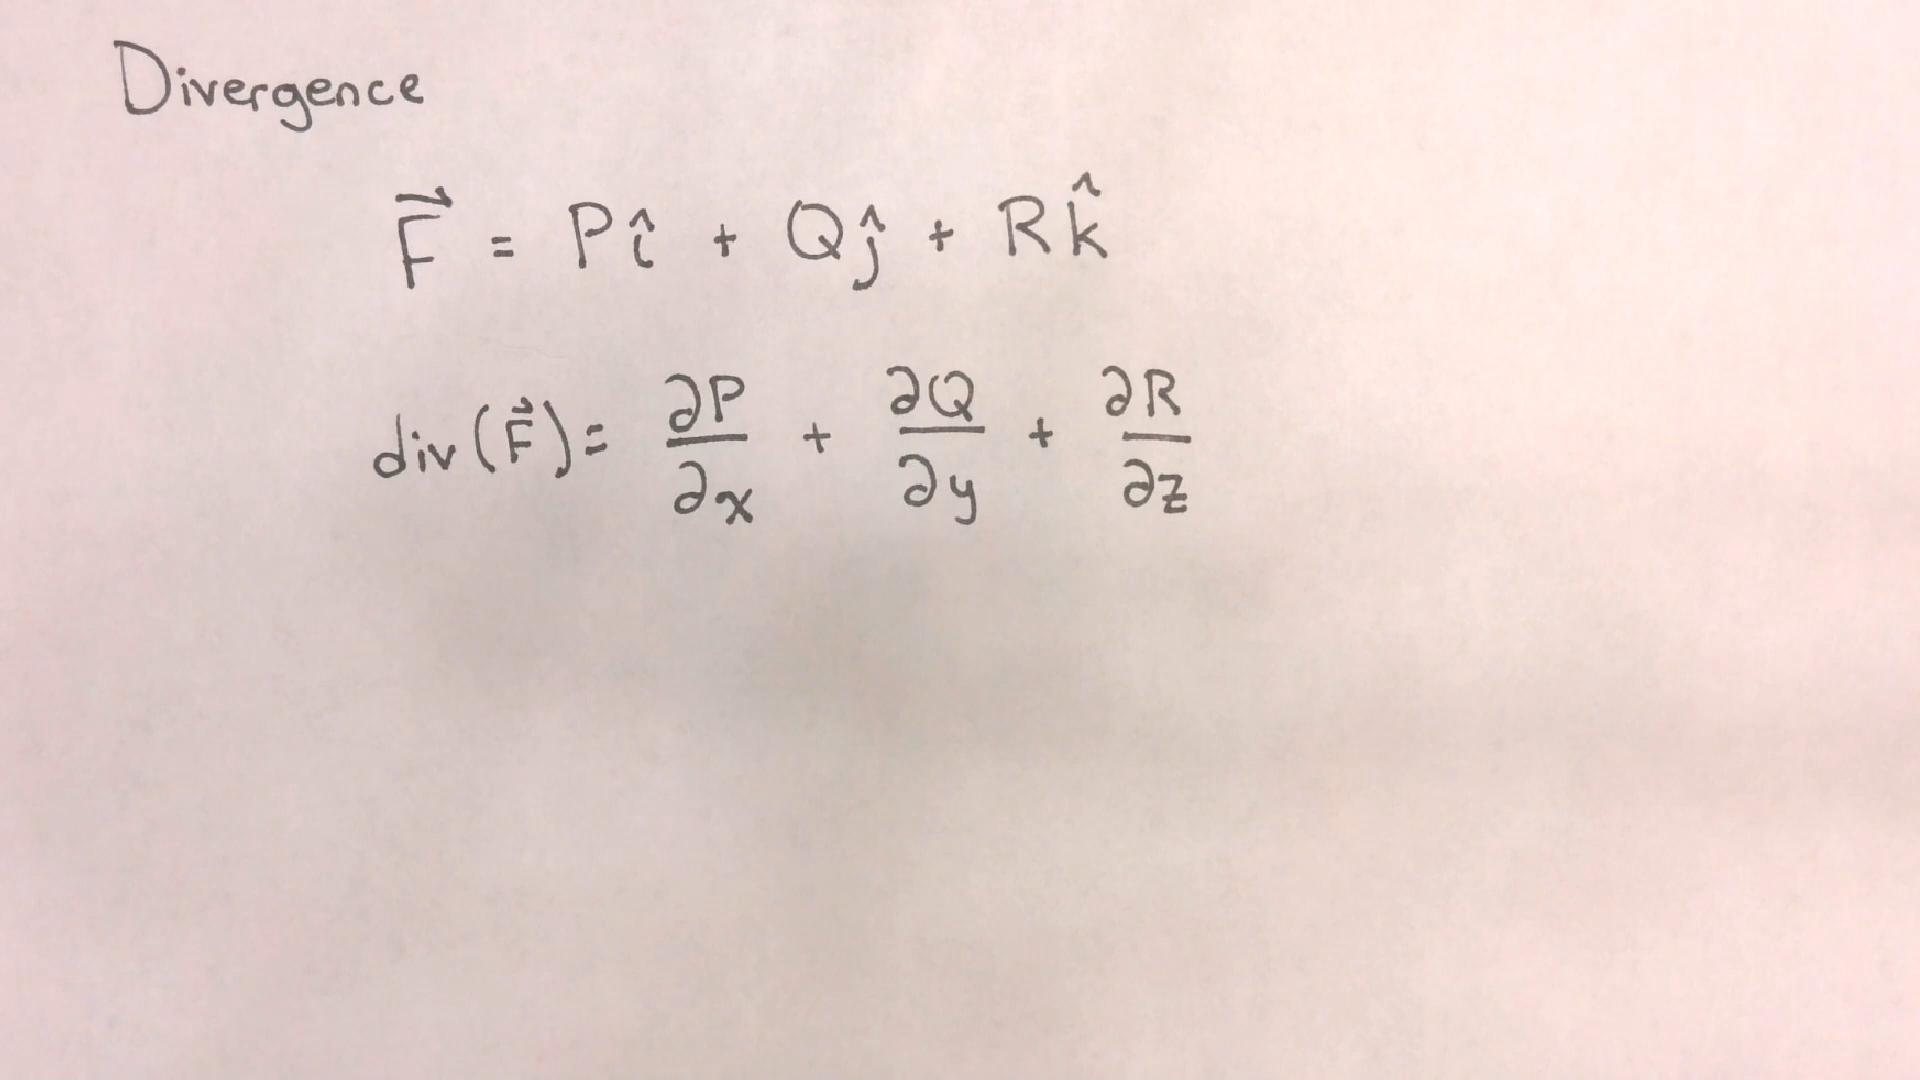 Divergence
F⃗ = Pî + Qĵ + Rk̂
div(F⃗) = ∂P/∂x + ∂Q/∂y + ∂R/∂z